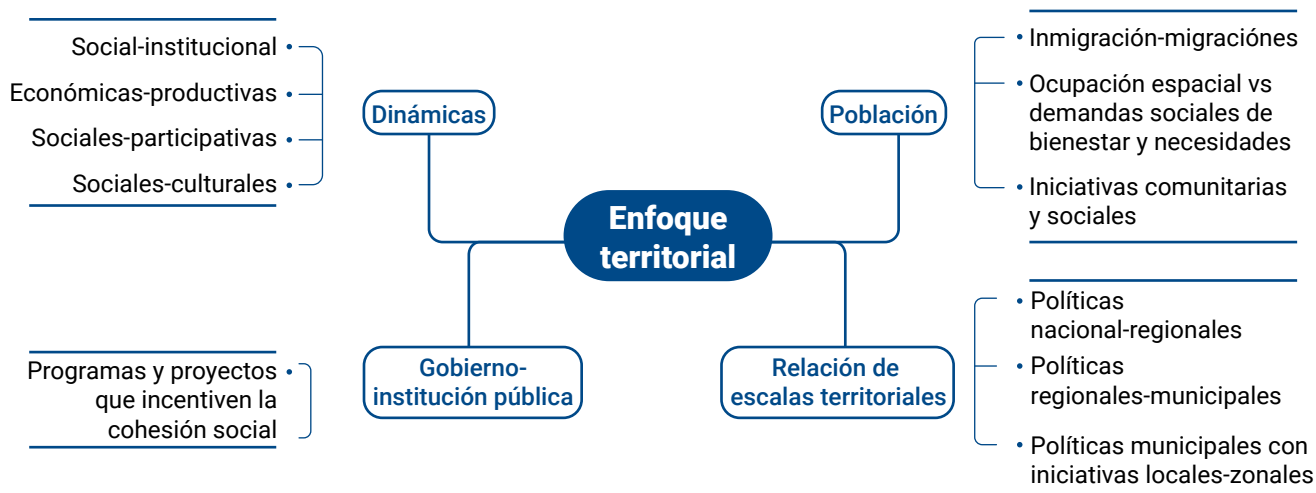 Social-institucional
Económicas-productivas
Sociales-participativas
Sociales-culturales
Dinámicas
Población
Inmigración-migraciónes
Ocupación espacial vs
demandas sociales de
bienestar y necesidades
Iniciativas comunitarias
y sociales
Enfoque
territorial
Programas y proyectos
que incentiven la
cohesión social
Gobierno-
institución pública
Relación de
escalas territoriales
Políticas
nacional-regionales
Políticas
regionales-municipales
Políticas municipales con
iniciativas locales-zonales